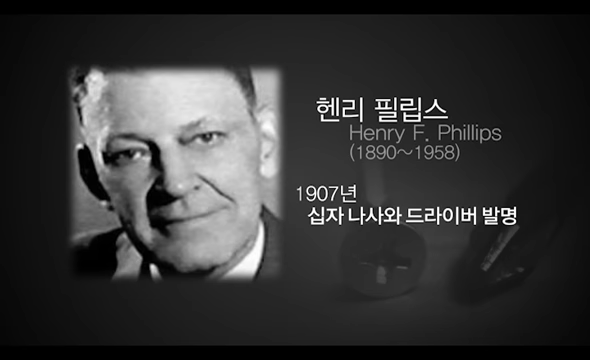 헨리 필립스
Henry F. Phillips
(1890~1958)
1907년
십자 나사와 드라이버 발명